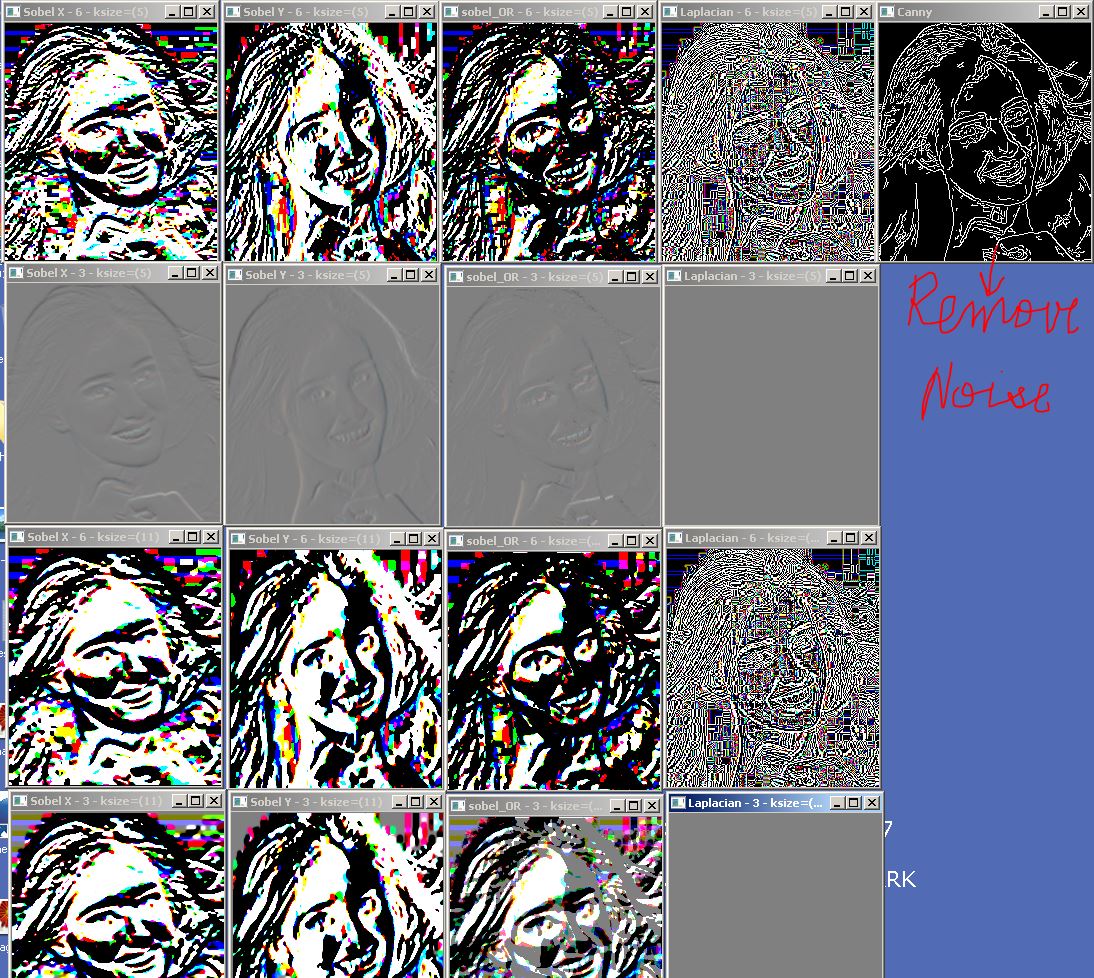 Sobel X - 6 - ksize=(5)
Sobel Y - 6 - ksize=(5)
sobel_OR - 6 - ksize=(5)
Laplacian - 6 - ksize=(5)
Canny
Sobel X - 3 - ksize=(5)
Sobel Y - 3 - ksize=(5)
sobel_OR - 3 - ksize=(5)
Laplacian - 3 - ksize=(5)
Remove
Noise
Sobel X - 6 - ksize=(11)
Sobel Y - 6 - ksize=(11)
sobel_OR - 6 - ksize=(...
Laplacian - 6 - ksize=(...
Sobel X - 3 - ksize=(11)
Sobel Y - 3 - ksize=(11)
sobel_OR - 3 - ksize=(...
Laplacian - 3 - ksize=(...
7
RK